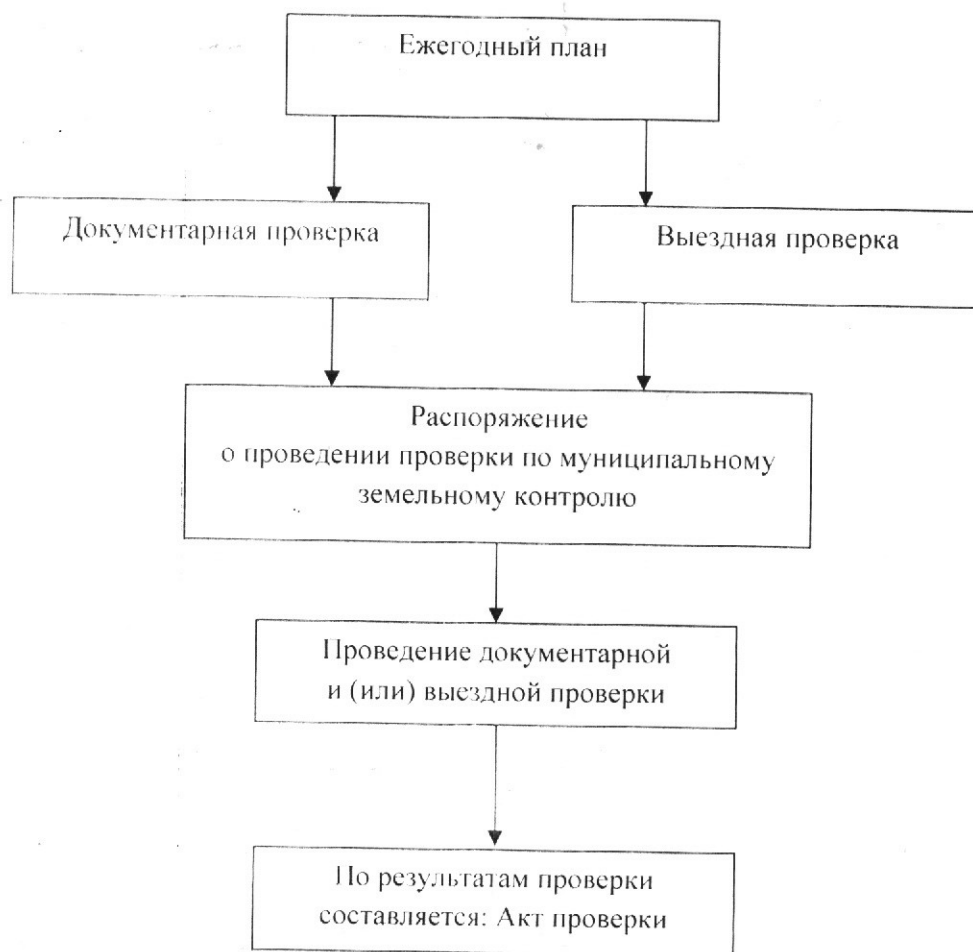 Ежегодный план
Документарная проверка
Выездная проверка
Распоряжение
о проведении проверки по муниципальному
земельному контролю
Проведение документарной
и (или) выездной проверки
По результатам проверки
составляется: Акт проверки